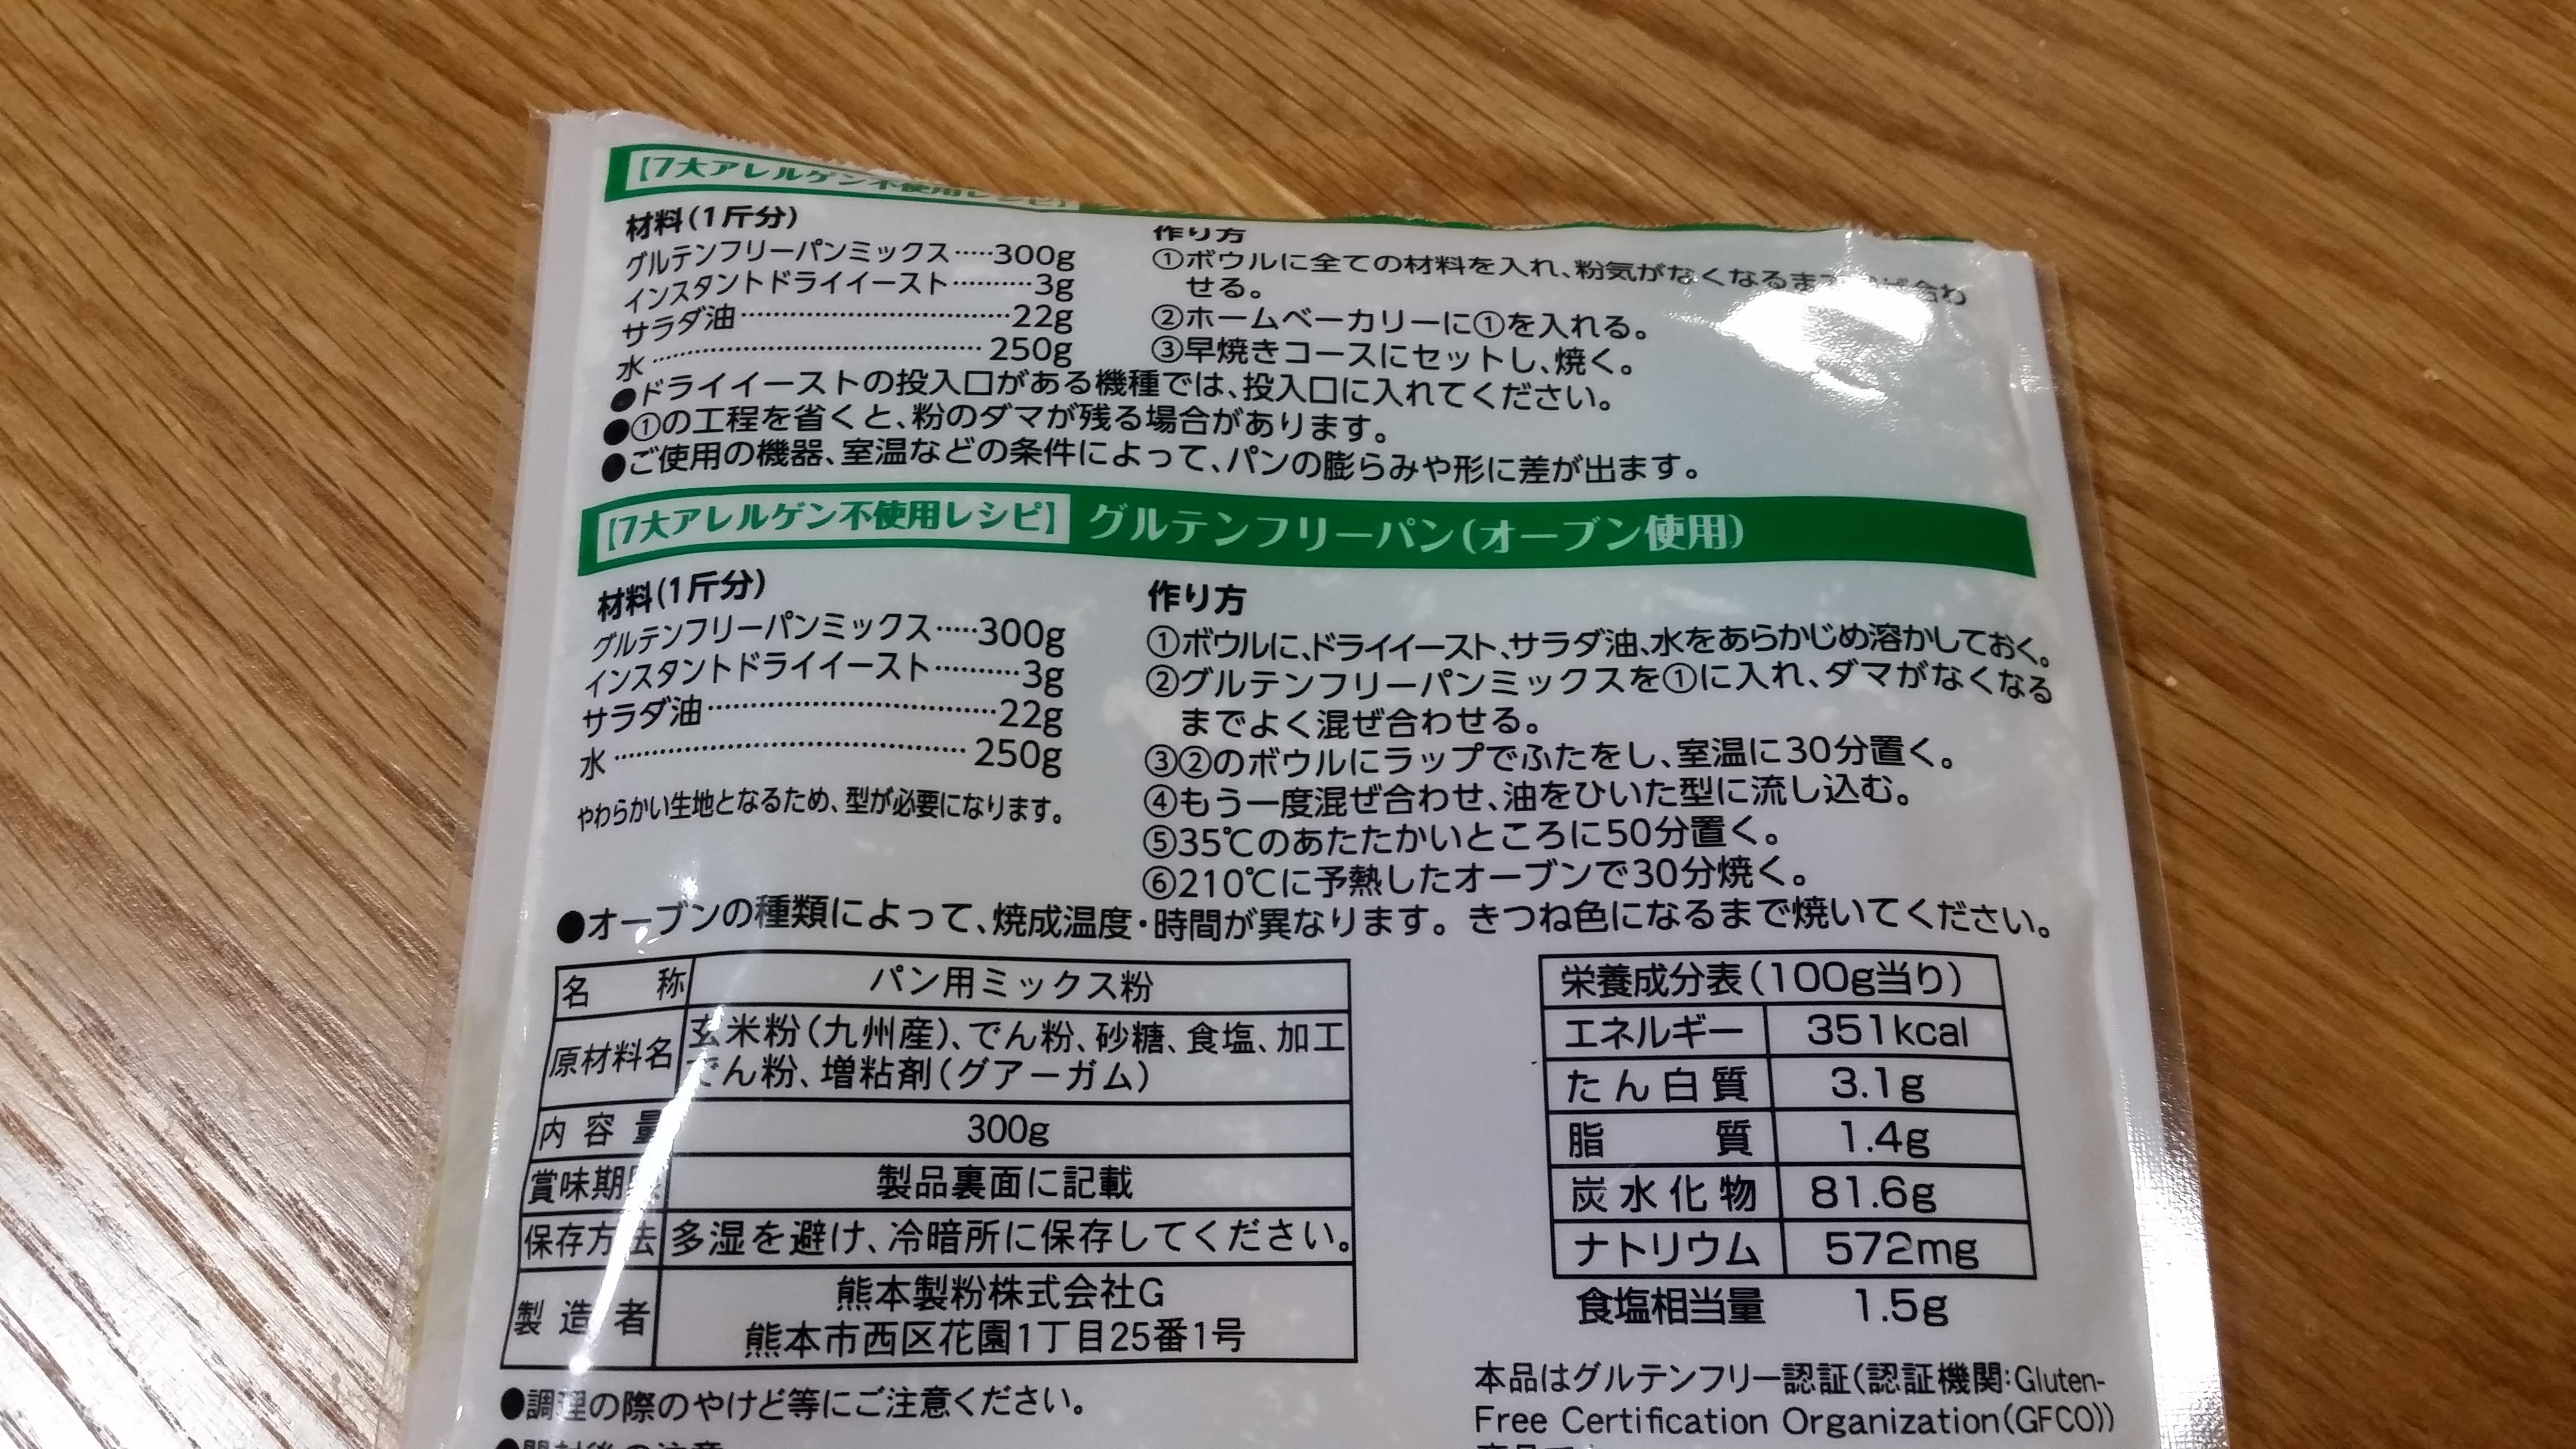 【7大アレルゲン不使用レシピ】
材料(1斤分)
グルテンフリーパンミックス……300g
インスタントドライイースト………3g
サラダ油………………………22g
水………………………………250g
作り方
①ボウルに全ての材料を入れ、粉気がなくなるまで混ぜ合わ
せる。
②ホームベーカリーに①を入れる。
③早焼きコースにセットし、焼く。
●ドライイーストの投入口がある機種では、投入口に入れてください。
●①の工程を省くと、粉のダマが残る場合があります。
●ご使用の機器、室温などの条件によって、パンの膨らみや形に差が出ます。
【7大アレルゲン不使用レシピ】 グルテンフリーパン(オーブン使用)
材料(1斤分)
グルテンフリーパンミックス……300g
インスタントドライイースト………3g
サラダ油………………………22g
水………………………………250g
やわらかい生地となるため、型が必要になります。
作り方
①ボウルに、ドライイースト、サラダ油、水をあらかじめ溶かしておく。
②グルテンフリーパンミックスを①に入れ、ダマがなくなる
までよく混ぜ合わせる。
③②のボウルにラップでふたをし、室温に30分置く。
④もう一度混ぜ合わせ、油をひいた型に流し込む。
⑤35℃のあたたかいところに50分置く。
⑥210℃に予熱したオーブンで30分焼く。
●オーブンの種類によって、焼成温度・時間が異なります。きつね色になるまで焼いてください。
名称 パン用ミックス粉
原材料名 玄米粉(九州産)、でん粉、砂糖、食塩、加工
でん粉、増粘剤(グアーガム)
内容量 300g
賞味期限 製品裏面に記載
保存方法 多湿を避け、冷暗所に保存してください。
製造者 熊本製粉株式会社G
熊本市西区花園1丁目25番1号
栄養成分表(100g当り)
エネルギー 351kcal
たん白質 3.1g
脂質 1.4g
炭水化物 81.6g
ナトリウム 572mg
食塩相当量 1.5g
●調理の際のやけど等にご注意ください。
本品はグルテンフリー認証(認証機関:Gluten-
Free Certification Organization(GFCO))